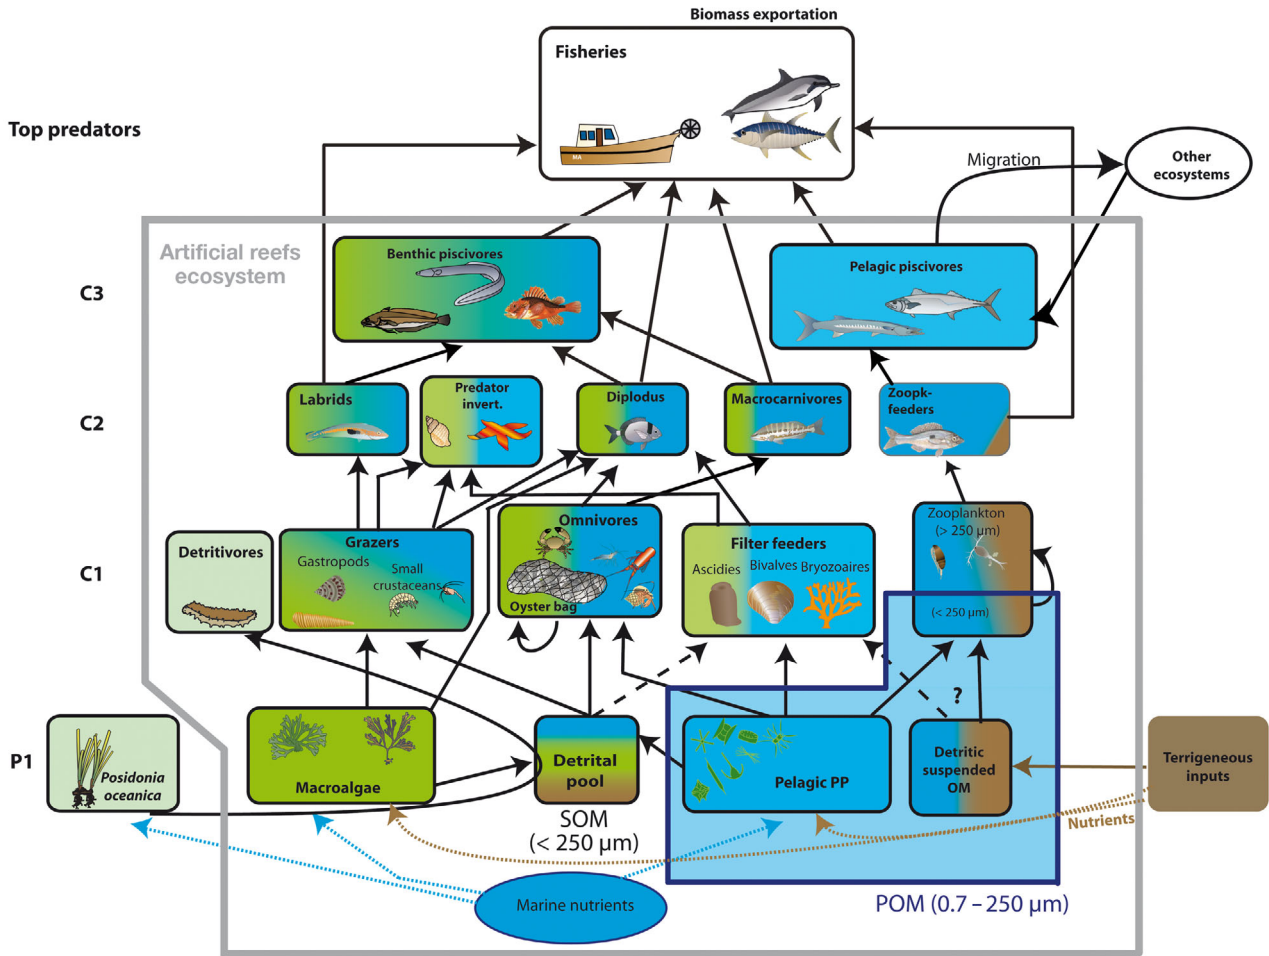 Biomass exportation
Fisheries
MA
Top predators
Migration
Other
ecosystems
Artificial reefs
ecosystem
Benthic piscivores
Pelagic piscivores
C3
Labrids
Predator
invert.
Diplodus
Macrocarnivores
Zoopk-
feeders
C2
Detritivores
Grazers
Gastropods
Small
crustaceans
Omnivores
Oyster bag
Filter feeders
Ascidies
Bivalves
Bryozoaires
Zooplankton
(> 250 µm)
(< 250 µm)
C1
?
P1
Posidonia
oceanica
Macroalgae
Detrital
pool
Pelagic PP
Detritic
suspended
OM
Terrigeneous
inputs
SOM
(< 250 µm)
Nutrients
Marine nutrients
POM (0.7 – 250 µm)